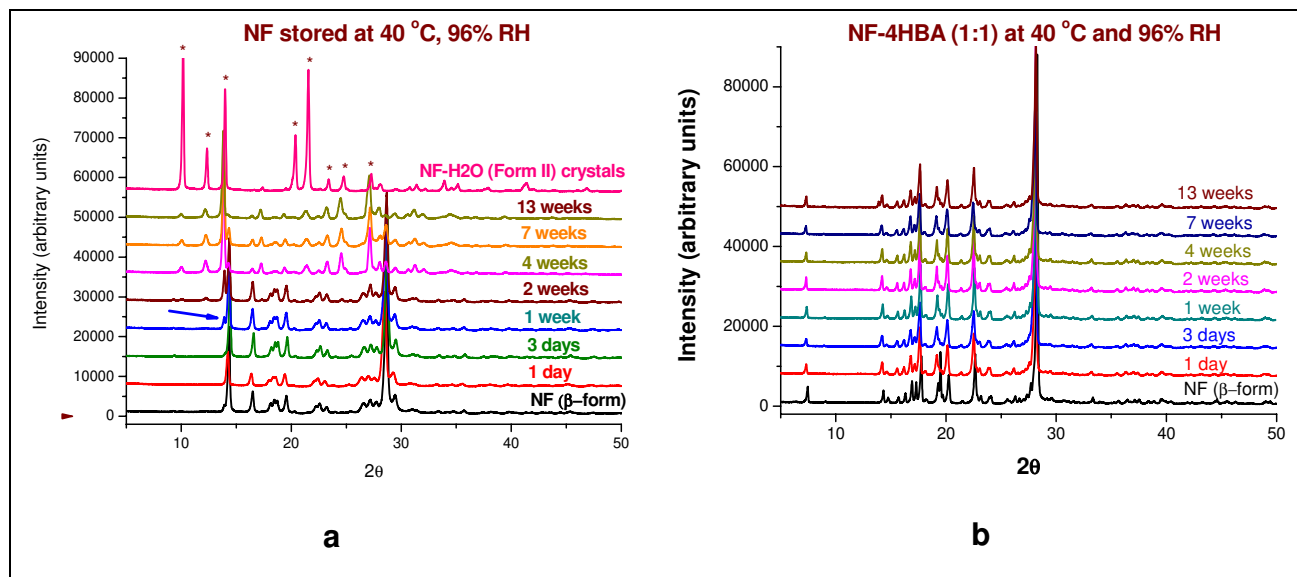 NF stored at 40 °C, 96% RH
* * * * * * * *
90000
80000
70000
60000
50000
40000
30000
20000
10000
0
Intensity (arbitrary units)
NF-H2O (Form II) crystals
13 weeks
7 weeks
4 weeks
2 weeks
1 week
3 days
1 day
NF (β–form)
10 20 30 40 50
2θ
a
NF-4HBA (1:1) at 40 °C and 96% RH
80000
60000
40000
20000
0
Intensity (arbitrary units)
13 weeks
7 weeks
4 weeks
2 weeks
1 week
3 days
1 day
NF (β–form)
10 20 30 40 50
2θ
b